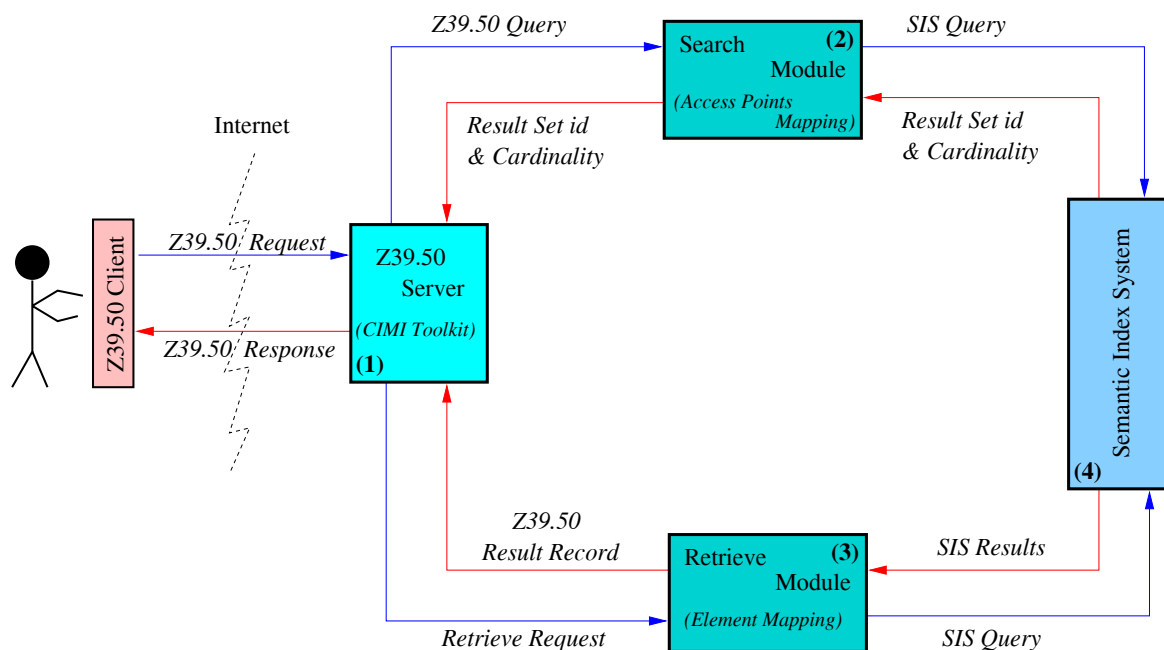 Z39.50 Query
Search
(2)
Module
(Access Points
Mapping)
SIS Query
Result Set id
& Cardinality
Result Set id
& Cardinality
Internet
Z39.50 Client
Z39.50 Request
Z39.50 Response
Z39.50
Server
(CIMI Toolkit)
(1)
Semantic Index System
(4)
Z39.50
Result Record
Retrieve
(3)
Module
(Element Mapping)
SIS Results
Retrieve Request
SIS Query